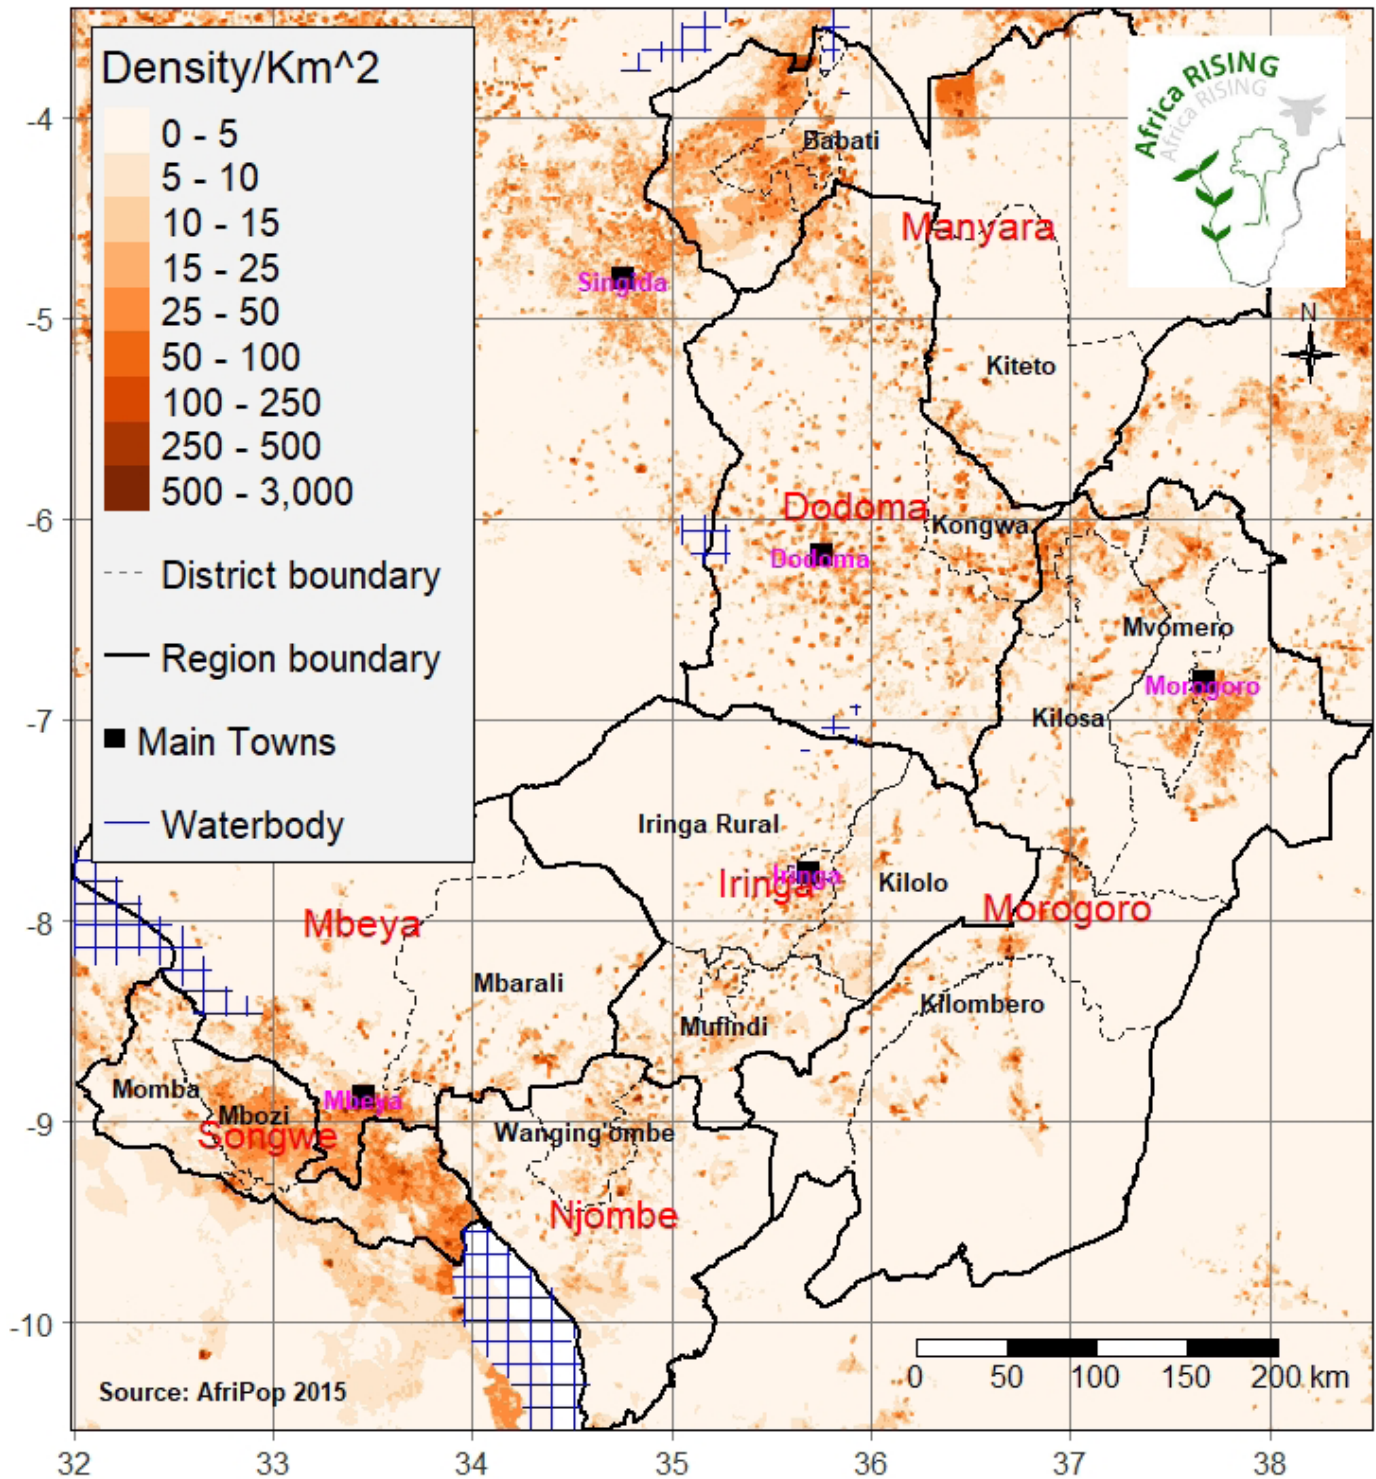 Density/Km^2
0 - 5
5 - 10
10 - 15
15 - 25
25 - 50
50 - 100
100 - 250
250 - 500
500 - 3,000
District boundary
Region boundary
Main Towns
Waterbody
Africa RISING
Africa RISING
N
Babati
Manyara
Singida
Kiteto
Dodoma
Kongwa
Dodoma
Mvomero
Morogoro
Kilosa
Iringa Rural
Iringa
Iringa
Kilolo
Morogoro
Mbeya
Mbarali
Kilombero
Mufindi
Momba
Mbeya
Mbozi
Songwe
Wanging'ombe
Njombe
0 50 100 150 200 km
Source: AfriPop 2015
-4
-5
-6
-7
-8
-9
-10
32 33 34 35 36 37 38